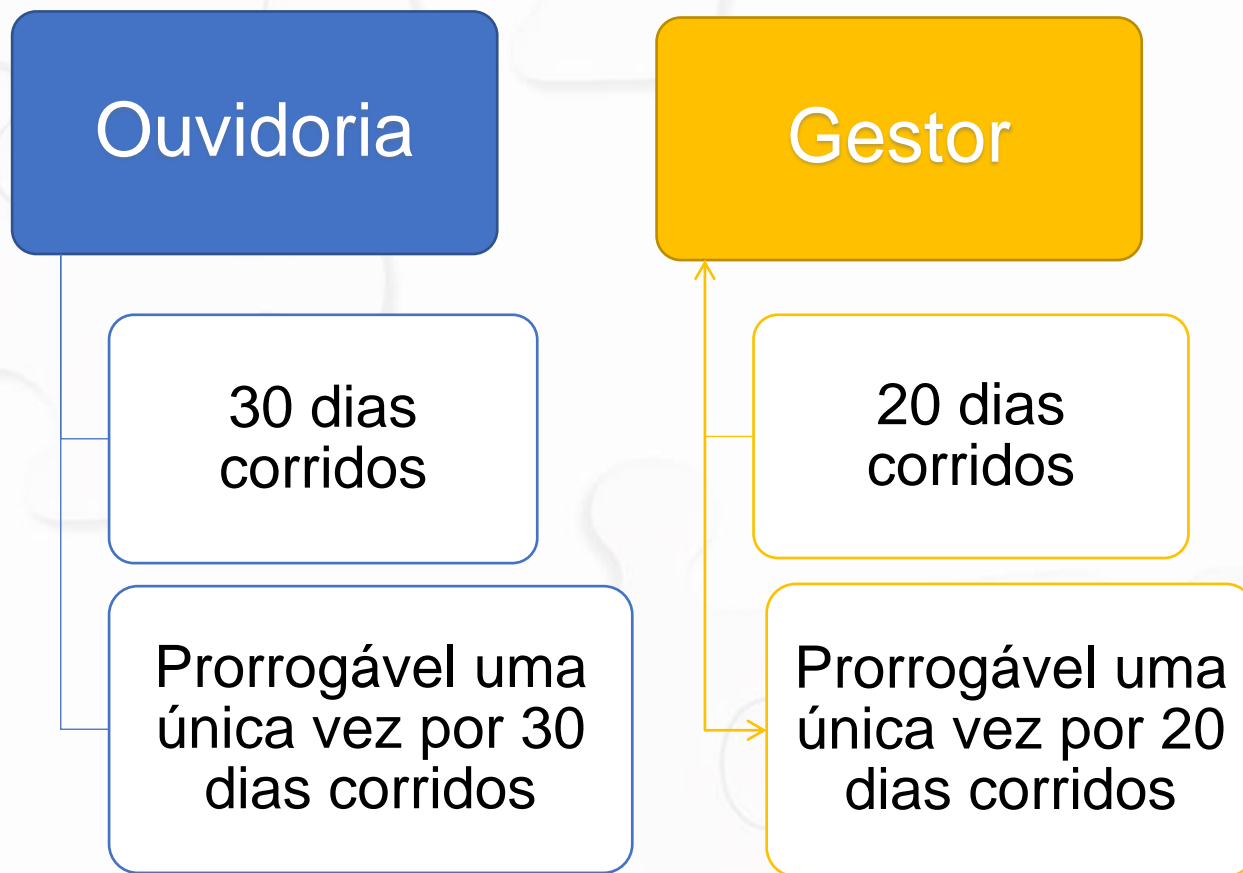 Ouvidoria
30 dias
corridos
Prorrogável uma
única vez por 30
dias corridos
Gestor
20 dias
corridos
Prorrogável uma
única vez por 20
dias corridos